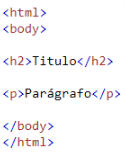 <html>
<body>
<h2>Titulo</h2>
<p>Parágrafo</p>
</body>
</html>